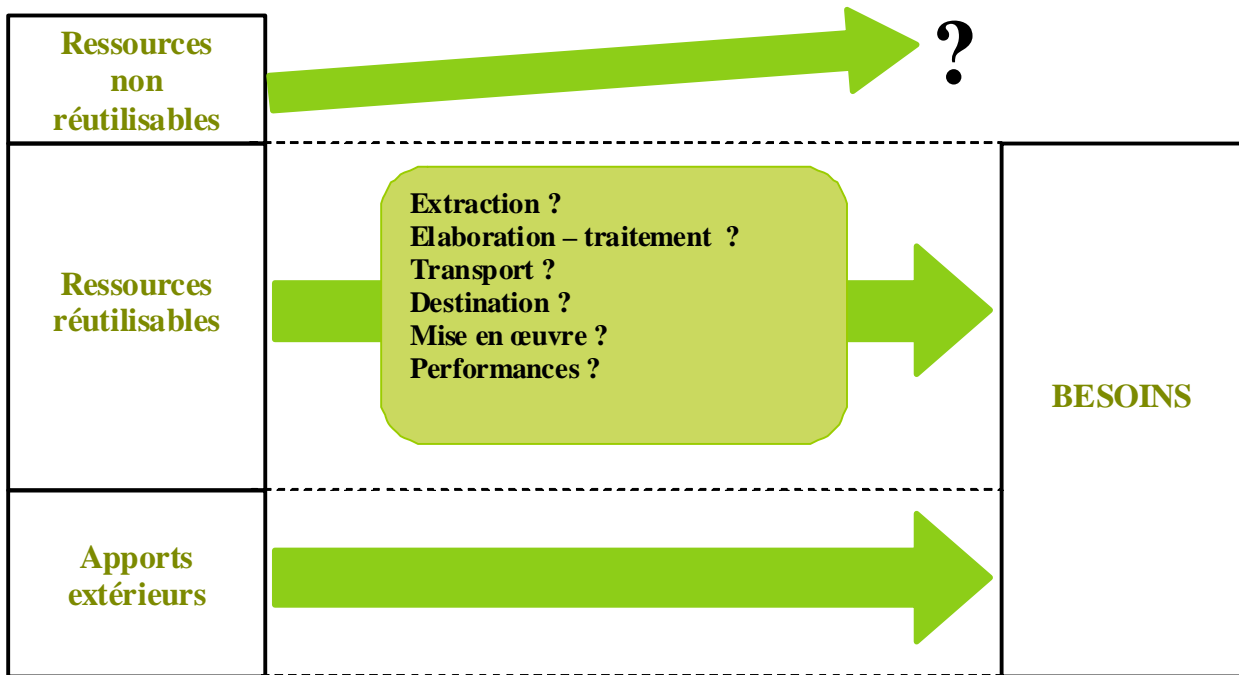 Ressources
non
réutilisables
?
Extraction ?
Elaboration – traitement ?
Transport ?
Destination ?
Mise en œuvre ?
Performances ?
Ressources
réutilisables
BESOINS
Apports
extérieurs